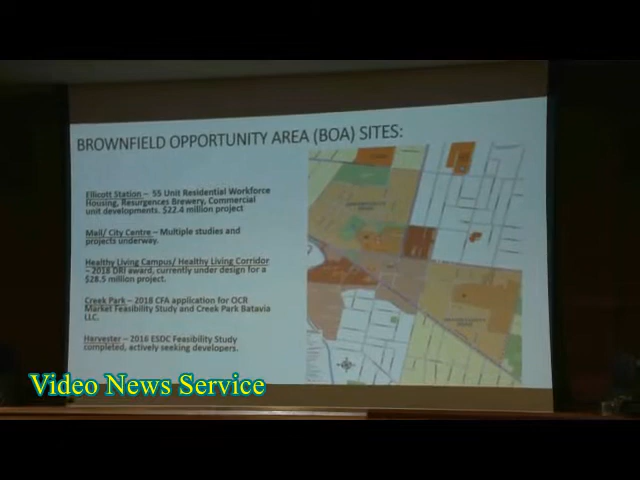 BROWNFIELD OPPORTUNITY AREA (BOA) SITES:
Ellicott Station – 55 Unit Residential Workforce
Housing, Resurgences Brewery, Commercial
unit developments. $22.4 million project
Mall/ City Centre – Multiple studies and
projects underway.
Healthy Living Campus/ Healthy Living Corridor
– 2018 DRI award, currently under design for a
$28.5 million project.
Creek Park – 2018 CFA application for OCR
Market Feasibility Study and Creek Park Batavia
LLC.
Harvester – 2016 ESDC Feasibility Study
completed, actively seeking developers.
Video News Service